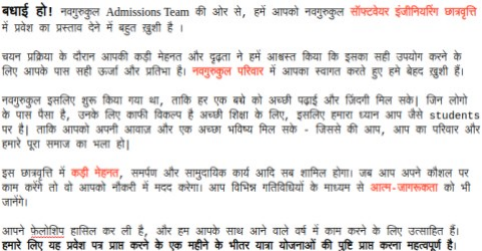 बधाई हो! नवगुरुकुल Admissions Team की ओर से, हमें आपको नवगुरुकुल सॉफ्टवेयर इंजीनियरिंग छात्रवृत्ति
में प्रवेश का प्रस्ताव देने में बहुत ख़ुशी है ।
चयन प्रक्रिया के दौरान आपकी कड़ी मेहनत और दृढ़ता ने हमें आश्वस्त किया कि इसका सही उपयोग करने के
लिए आपके पास सही ऊर्जा और प्रतिभा है। नवगुरुकुल परिवार में आपका स्वागत करते हुए हमे बेहद ख़ुशी हैं।
नवगुरुकुल इसलिए शुरू किया गया था, ताकि हर एक बच्चे को अच्छी पढ़ाई और ज़िंदगी मिल सके| जिन लोगो
के पास पैसा है, उनके लिए काफी विकल्प है अच्छी शिक्षा के लिए, इसलिए हमारा ध्यान आप जैसे students
पर है| ताकि आपको अपनी आवाज़ और एक अच्छा भविष्य मिल सके - जिससे की आप, आप का परिवार और
हमारे पूरा समाज का भला हो|
इस छात्रवृत्ति में कड़ी मेहनत, समर्पण और सामुदायिक कार्य आदि सब शामिल होगा। जब आप अपने कौशल पर
काम करेंगे तो वो आपको नौकरी में मदद करेगा। आप विभिन्न गतिविधियों के माध्यम से आत्म-जागरूकता को भी
जानेंगे।
आपने फ़ेलोशिप हासिल कर ली है, और हम आपके साथ आने वाले वर्ष में काम करने के लिए उत्साहित हैं।
हमारे लिए यह प्रवेश पत्र प्राप्त करने के एक महीने के भीतर यात्रा योजनाओं की पुष्टि प्राप्त करना महत्वपूर्ण है।